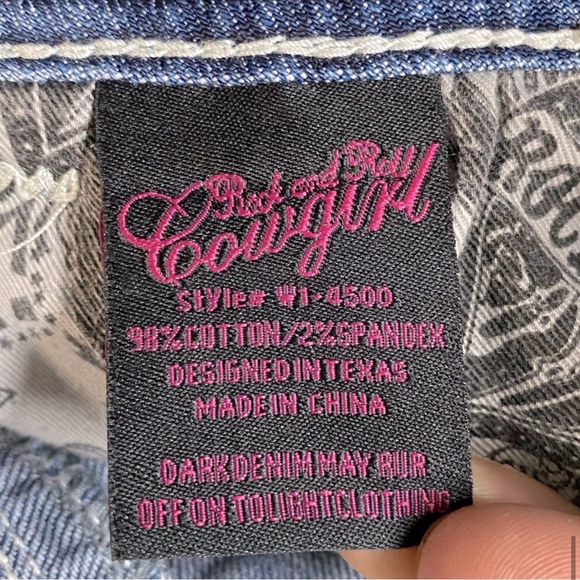 Rock and Roll
Cowgirl
Style# W1-4500
98%COTTON/2%SPANDEX
DESIGNED IN TEXAS
MADE IN CHINA
DARK DENIM MAY RUR
OFF ON TO LIGHT CLOTHING